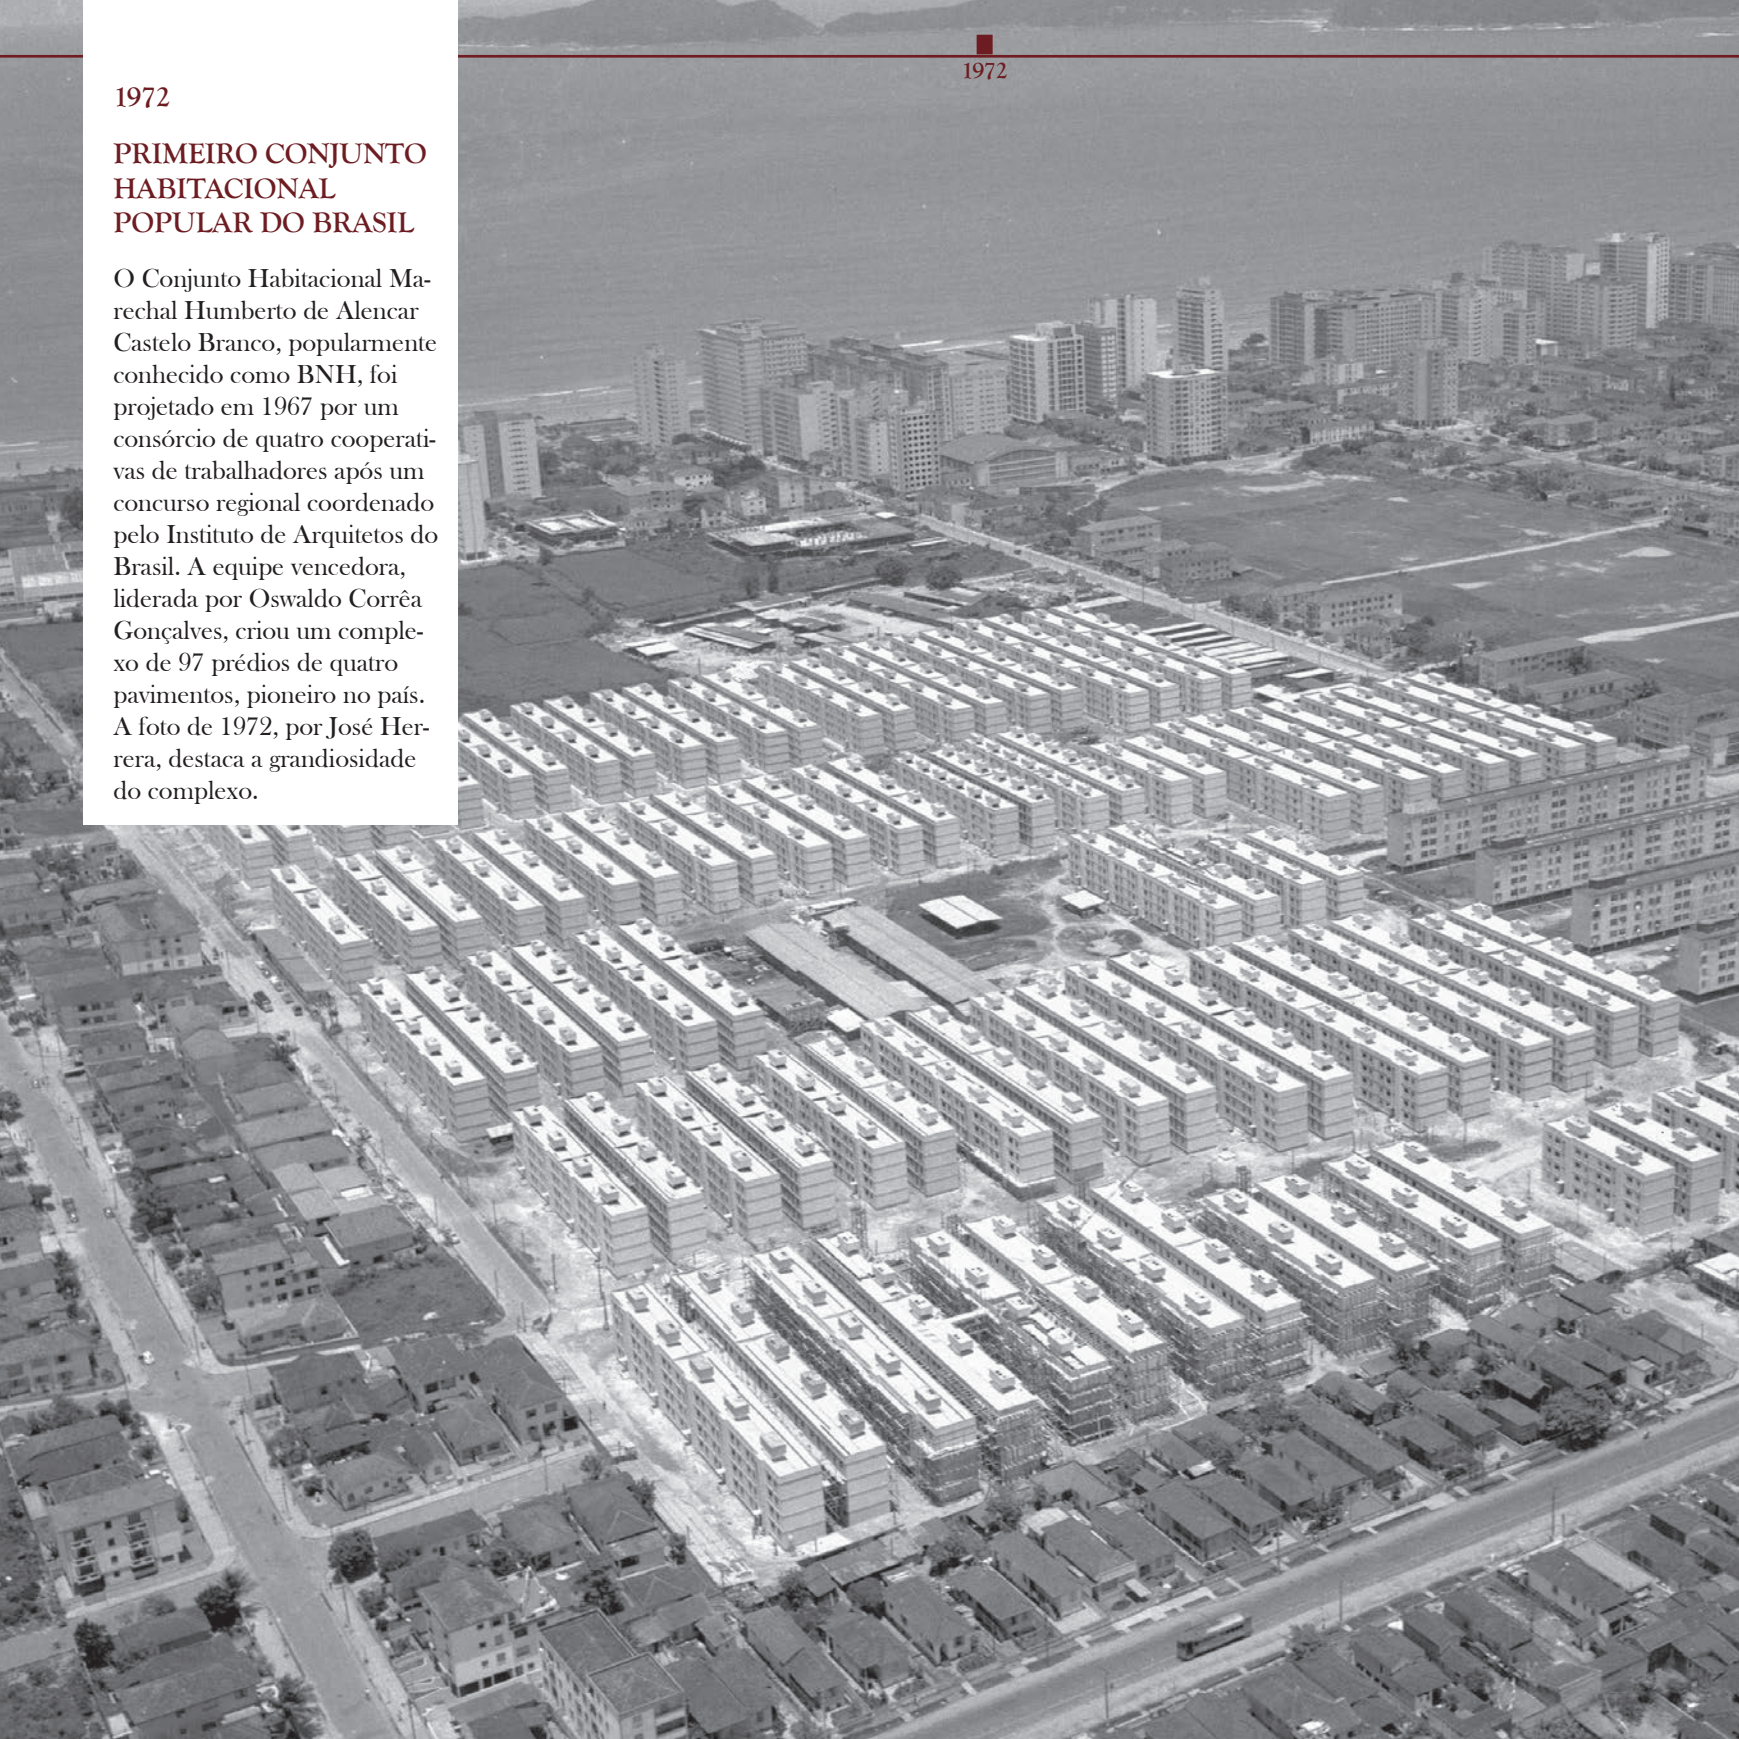 1972
1972
PRIMEIRO CONJUNTO
HABITACIONAL
POPULAR DO BRASIL
O Conjunto Habitacional Ma-
rechal Humberto de Alencar
Castelo Branco, popularmente
conhecido como BNH, foi
projetado em 1967 por um
consórcio de quatro cooperati-
vas de trabalhadores após um
concurso regional coordenado
pelo Instituto de Arquitetos do
Brasil. A equipe vencedora,
liderada por Oswaldo Corrêa
Gonçalves, criou um comple-
xo de 97 prédios de quatro
pavimentos, pioneiro no país.
A foto de 1972, por José Her-
rera, destaca a grandiosidade
do complexo.